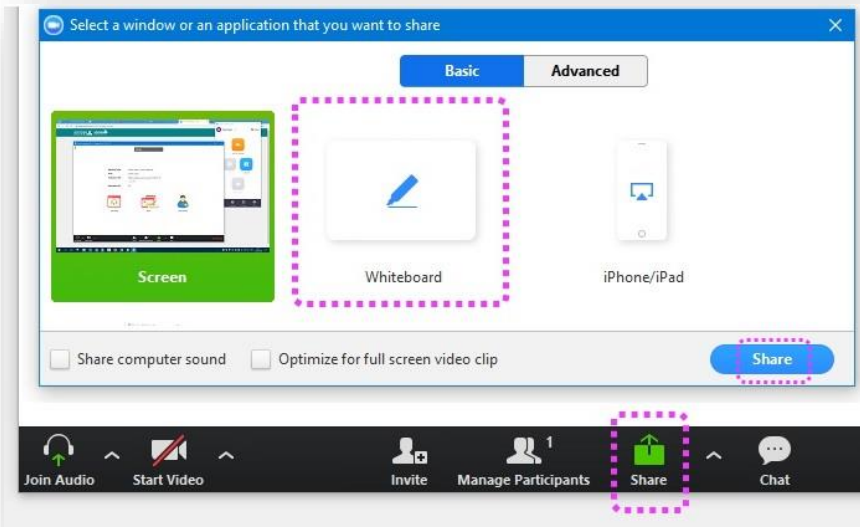 Select a window or an application that you want to share
Basic Advanced
Screen Whiteboard iPhone/iPad
Share computer sound Optimize for full screen video clip Share
1
Join Audio Start Video Invite Manage Participants Share Chat